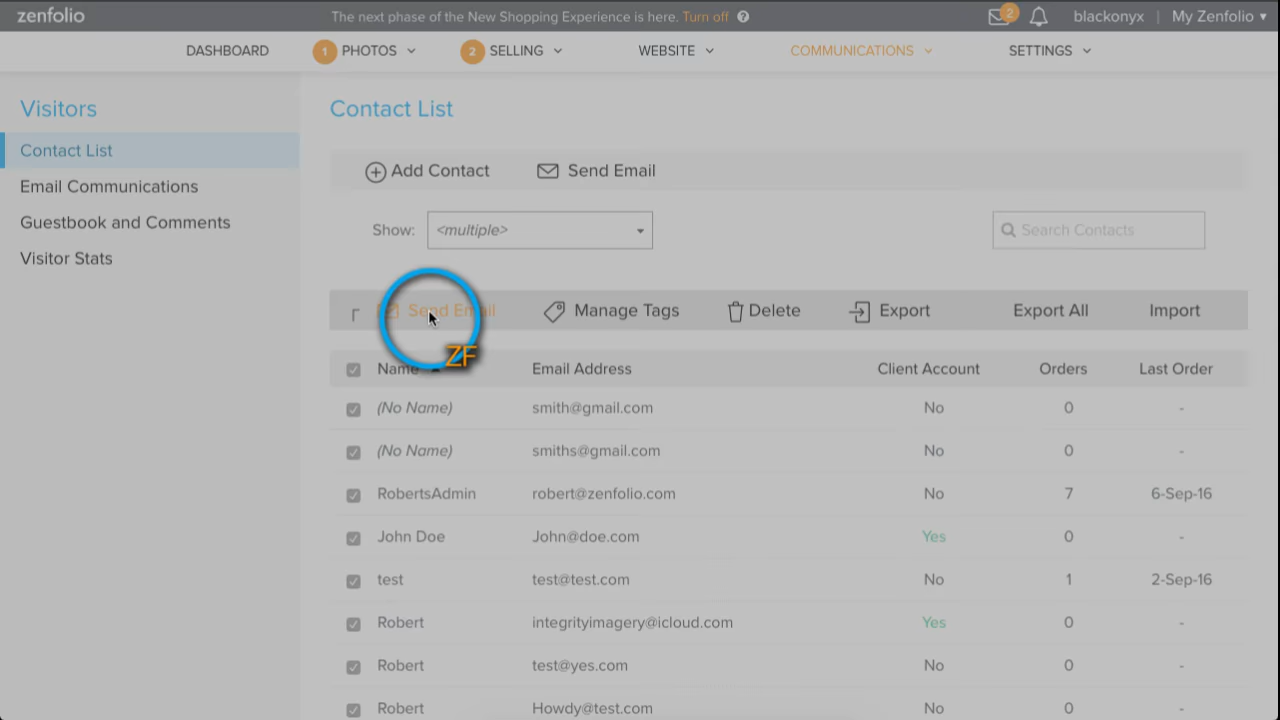 zenfolio
The next phase of the New Shopping Experience is here. Turn off ?
2
blackonyx | My Zenfolio
DASHBOARD
1 PHOTOS
2 SELLING
WEBSITE
COMMUNICATIONS
SETTINGS
Visitors
Contact List
Email Communications
Guestbook and Comments
Visitor Stats
Contact List
Add Contact
Send Email
Show: <multiple>
Search Contacts
Send Email Manage Tags Delete Export Export All Import
ZF
Name Email Address Client Account Orders Last Order
(No Name) smith@gmail.com No 0 -
(No Name) smiths@gmail.com No 0 -
RobertsAdmin robert@zenfolio.com No 7 6-Sep-16
John Doe John@doe.com Yes 0 -
test test@test.com No 1 2-Sep-16
Robert integrityimagery@icloud.com Yes 0 -
Robert test@yes.com No 0 -
Robert Howdy@test.com No 0 -